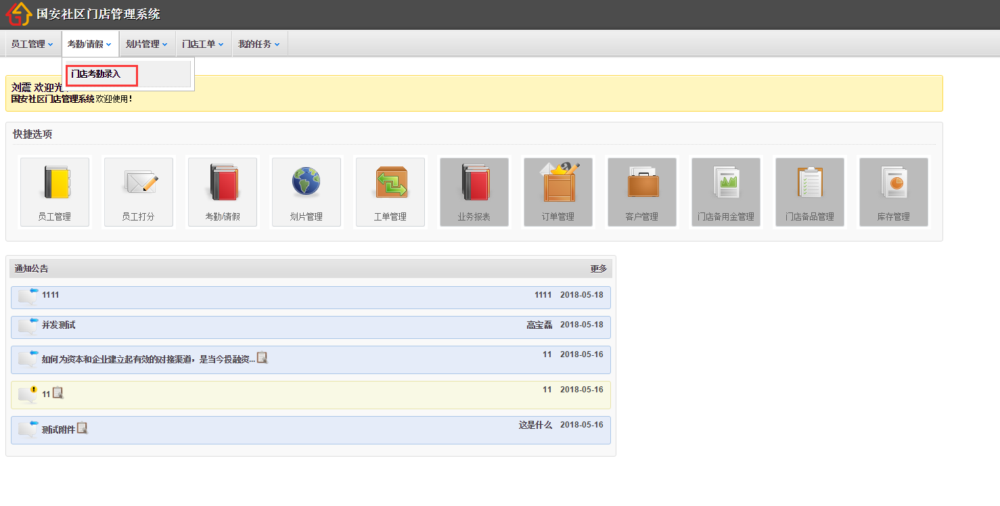 国安社区门店管理系统
员工管理 考勤/请假 划片管理 门店工单 我的任务
门店考勤录入
刘震 欢迎光
国安社区门店管理系统 欢迎使用!
快捷选项
员工管理 员工打分 考勤/请假 划片管理 工单管理 业务报表 订单管理 客户管理 门店备用金管理 门店备品管理 库存管理
通知公告 更多
1111 1111 2018-05-18
并发测试 高宝磊 2018-05-18
如何为资本和企业建立起有效的对接渠道，是当今投融资... 11 2018-05-16
11 11 2018-05-16
测试附件 这是什么 2018-05-16